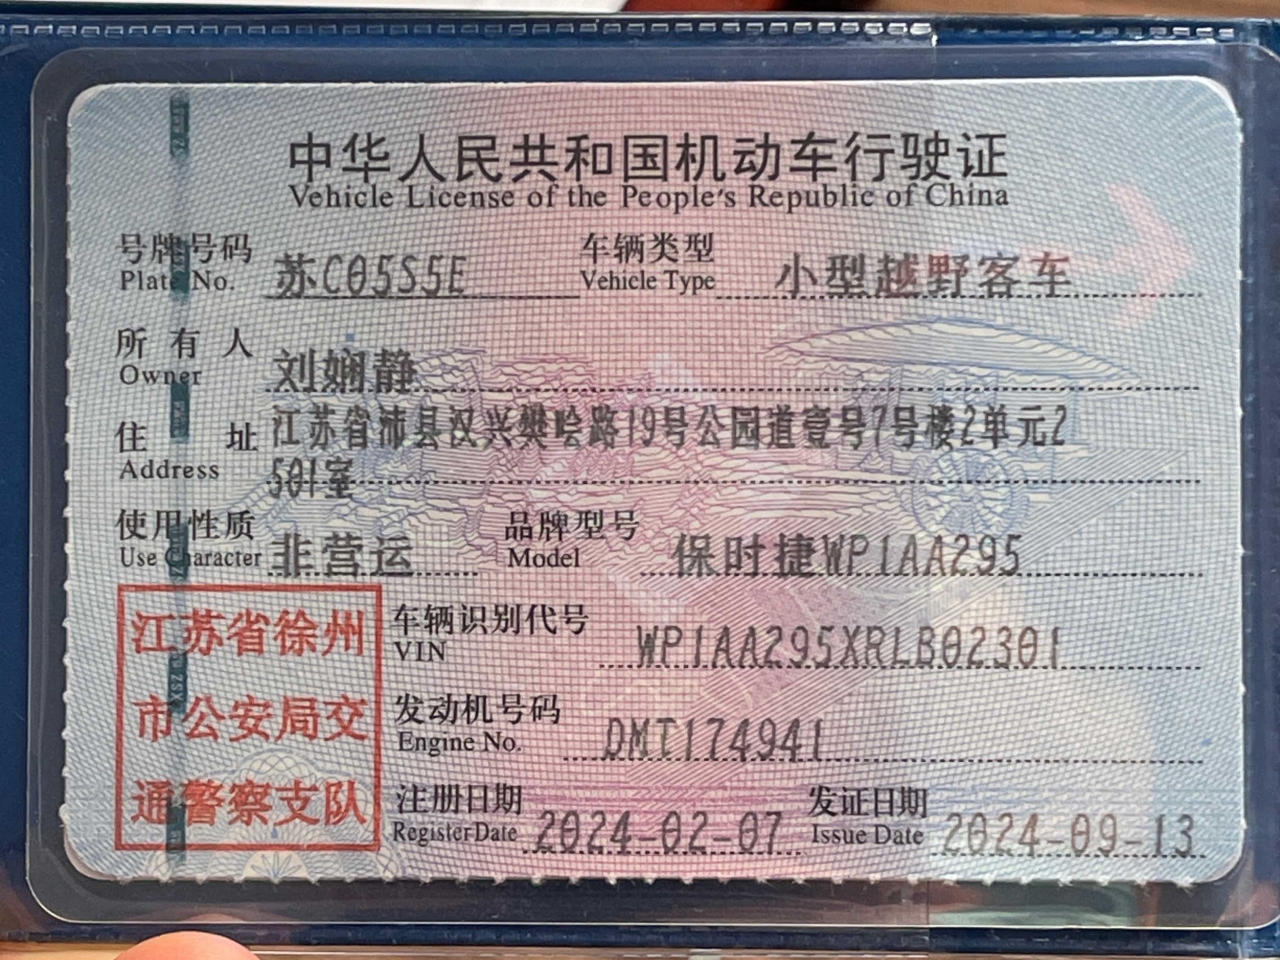 中华人民共和国机动车行驶证
Vehicle License of the People's Republic of China
号牌号码 苏C05S5E 车辆类型 小型越野客车
Plate No. Vehicle Type
所有人 刘娴静
Owner
住址 江苏省沛县汉兴樊哙路19号公园道壹号7号楼2单元2
Address 501室
使用性质 非营运 品牌型号 保时捷WP1AA295
Use Character Model
江苏省徐州
市公安局交
通警察支队
车辆识别代号 WP1AA295XRLB02301
VIN
发动机号码 DMT174941
Engine No.
注册日期 2024-02-07 发证日期 2024-09-13
Register Date Issue Date